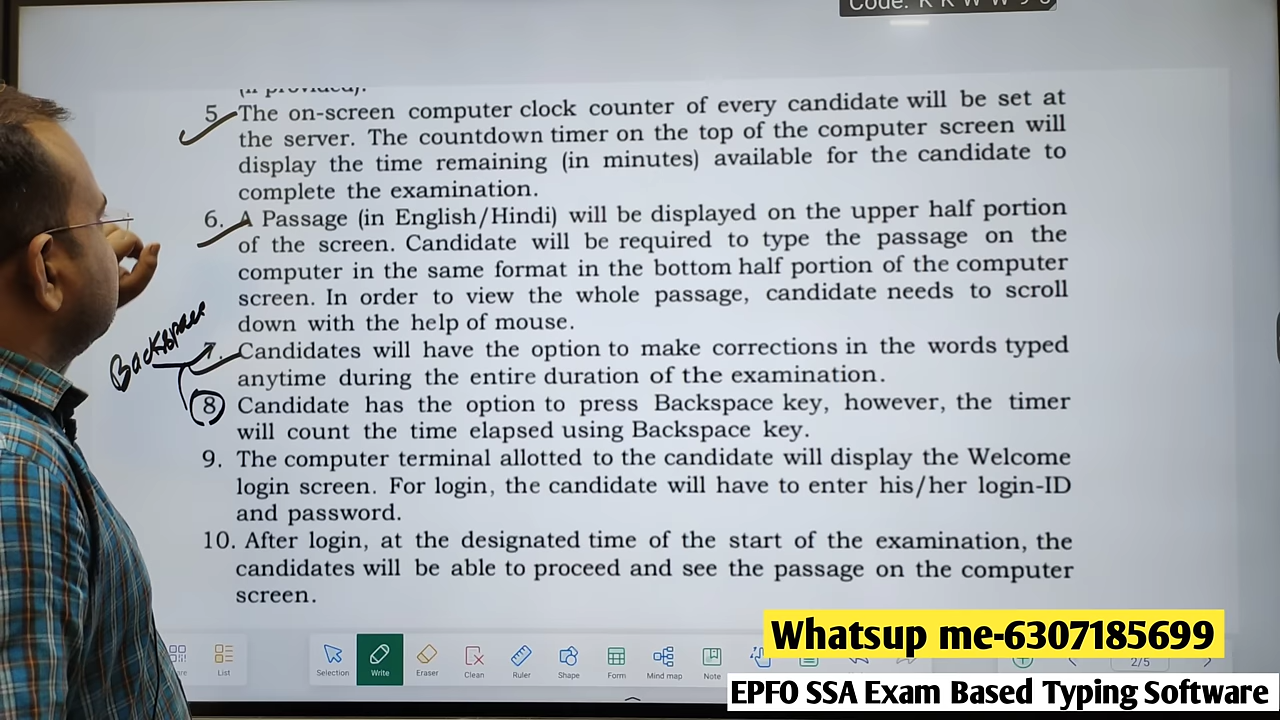 Code: K K W W 9 8
(if provided).
5. The on-screen computer clock counter of every candidate will be set at
the server. The countdown timer on the top of the computer screen will
display the time remaining (in minutes) available for the candidate to
complete the examination.
6. A Passage (in English/Hindi) will be displayed on the upper half portion
of the screen. Candidate will be required to type the passage on the
computer in the same format in the bottom half portion of the computer
screen. In order to view the whole passage, candidate needs to scroll
down with the help of mouse.
Backspace
7. Candidates will have the option to make corrections in the words typed
anytime during the entire duration of the examination.
8 Candidate has the option to press Backspace key, however, the timer
will count the time elapsed using Backspace key.
9. The computer terminal allotted to the candidate will display the Welcome
login screen. For login, the candidate will have to enter his/her login-ID
and password.
10. After login, at the designated time of the start of the examination, the
candidates will be able to proceed and see the passage on the computer
screen.
Whatsup me-6307185699
List Selection Write Eraser Clean Ruler Shape Form Mind map Note 2/5
EPFO SSA Exam Based Typing Software